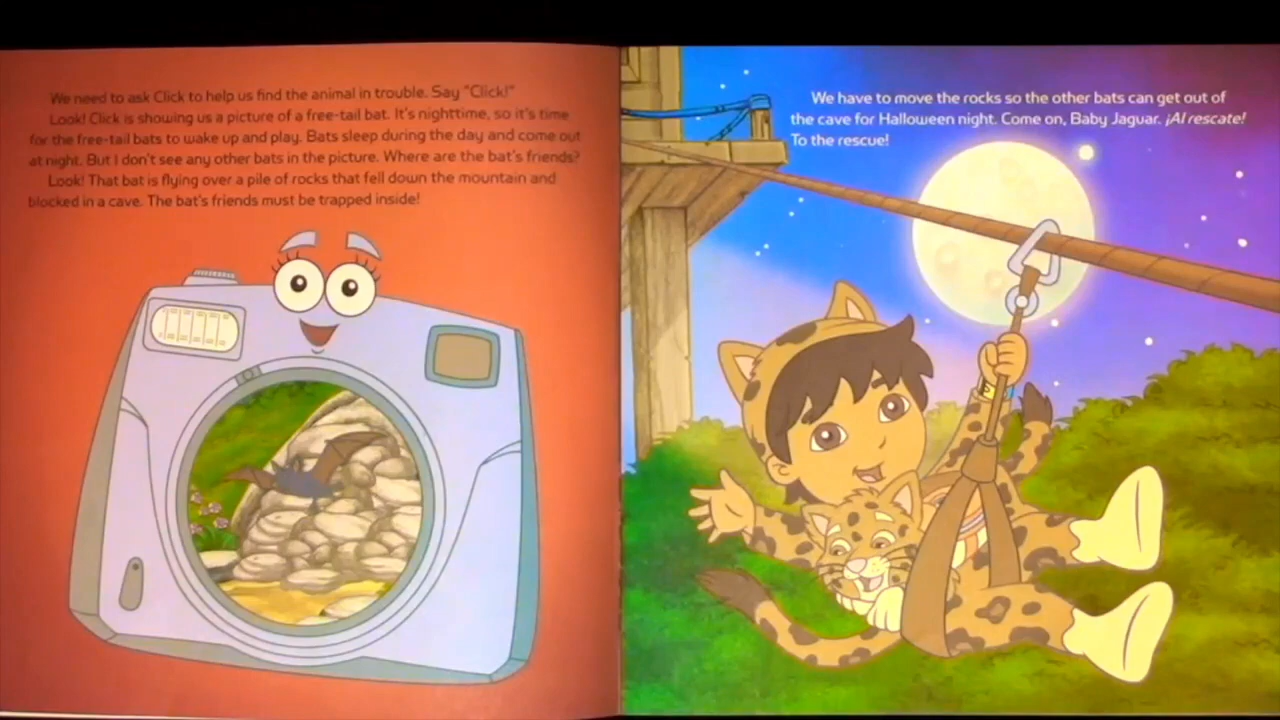 We need to ask Click to help us find the animal in trouble. Say "Click!"
Look! Click is showing us a picture of a free-tail bat. It's nighttime, so it's time
for the free-tail bats to wake up and play. Bats sleep during the day and come out
at night. But I don't see any other bats in the picture. Where are the bat's friends?
Look! That bat is flying over a pile of rocks that fell down the mountain and
blocked in a cave. The bat's friends must be trapped inside!
We have to move the rocks so the other bats can get out of
the cave for Halloween night. Come on, Baby Jaguar. ¡Al rescate!
To the rescue!